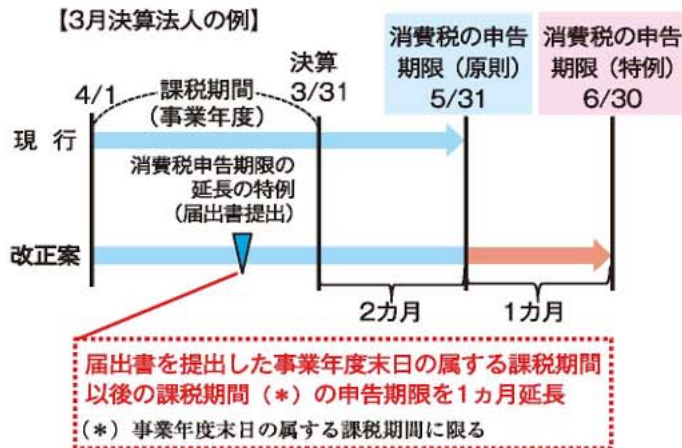 【3月決算法人の例】
消費税の申告
期限（原則）
5/31
消費税の申告
期限（特例）
6/30
4/1
課税期間
（事業年度）
決算
3/31
現 行
消費税申告期限の
延長の特例
（届出書提出）
改正案
2カ月
1カ月
届出書を提出した事業年度末日の属する課税期間
以後の課税期間（＊）の申告期限を1ヵ月延長
（＊）事業年度末日の属する課税期間に限る